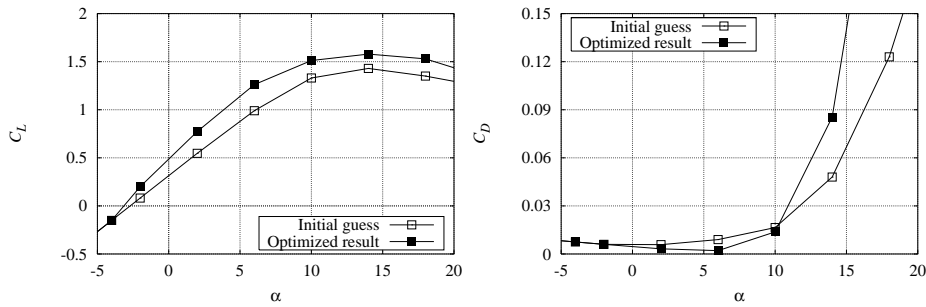 2
1.5
1
0.5
0
-0.5
C_L
Initial guess
Optimized result
-5 0 5 10 15 20
α
0.15
0.12
0.09
0.06
0.03
0
C_D
Initial guess
Optimized result
-5 0 5 10 15 20
α